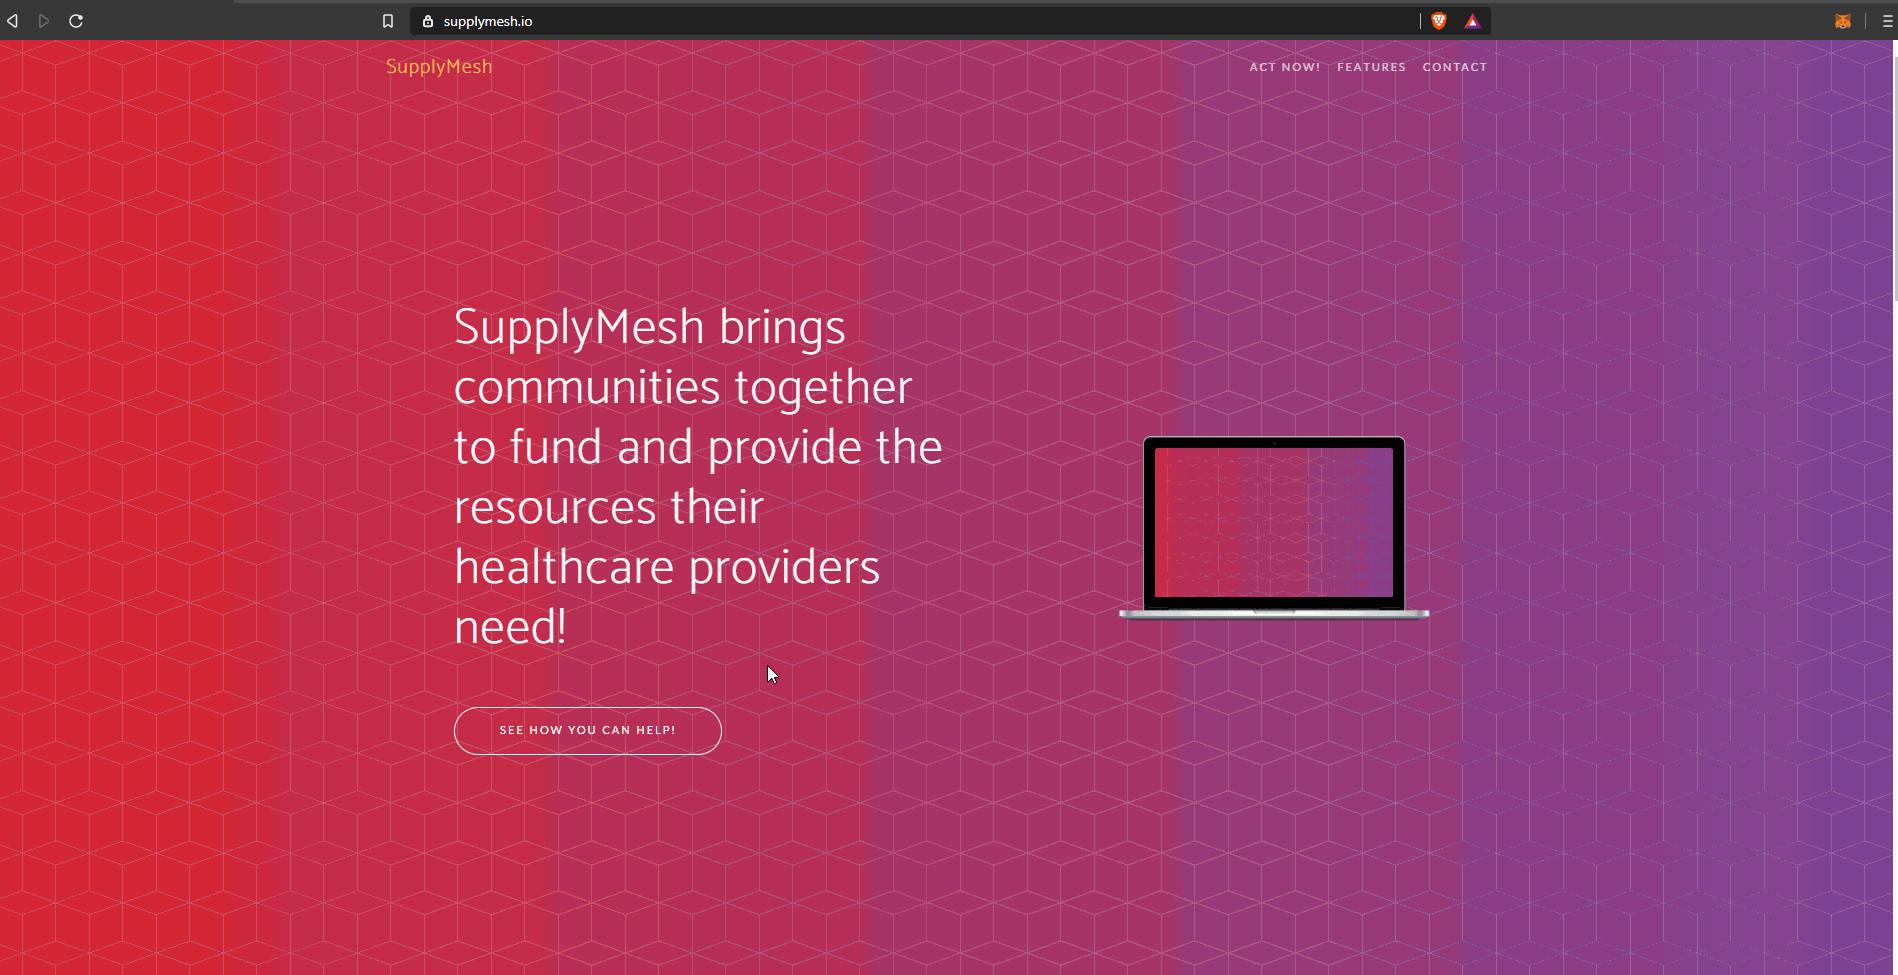 supplymesh.io
SupplyMesh
ACT NOW! FEATURES CONTACT
SupplyMesh brings
communities together
to fund and provide the
resources their
healthcare providers
need!
SEE HOW YOU CAN HELP!